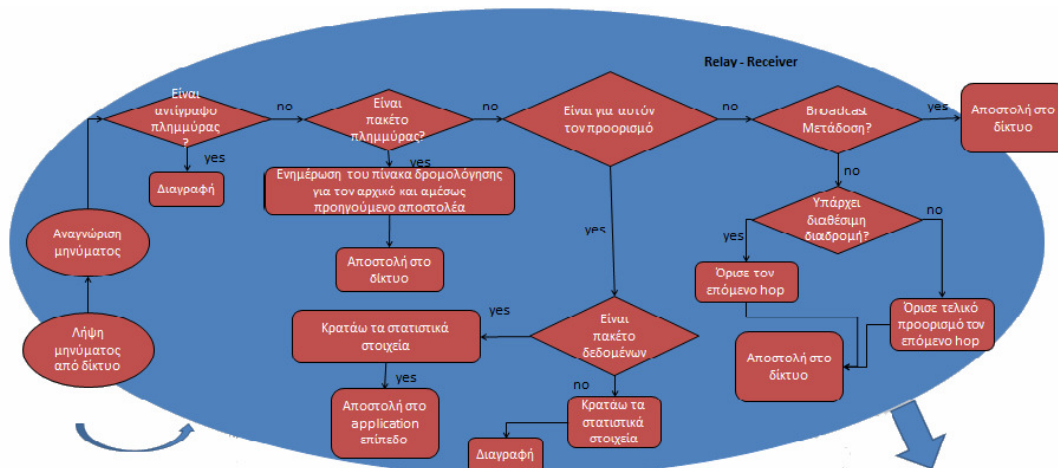 Relay - Receiver
Είναι
αντίγραφο
πλημμύρας
?
no
Είναι
πακέτο
πλημμύρας?
no
Είναι για αυτόν
τον προορισμό
no
Broadcast
Μετάδοση?
yes
Αποστολή στο
δίκτυο
yes
Διαγραφή
yes
Ενημέρωση του πίνακα δρομολόγησης
για τον αρχικό και αμέσως
προηγούμενο αποστολέα
Αποστολή στο
δίκτυο
yes
no
Υπάρχει
διαθέσιμη
διαδρομή?
yes
no
Όρισε τον
επόμενο hop
Όρισε τελικό
προορισμό τον
επόμενο hop
Αποστολή στο
δίκτυο
Αναγνώριση
μηνύματος
Λήψη
μηνύματος
από δίκτυο
Είναι
πακέτο
δεδομένων
yes
Κρατάω τα στατιστικά
στοιχεία
yes
Αποστολή στο
application
επίπεδο
no
Κρατάω τα
στατιστικά
στοιχεία
Διαγραφή